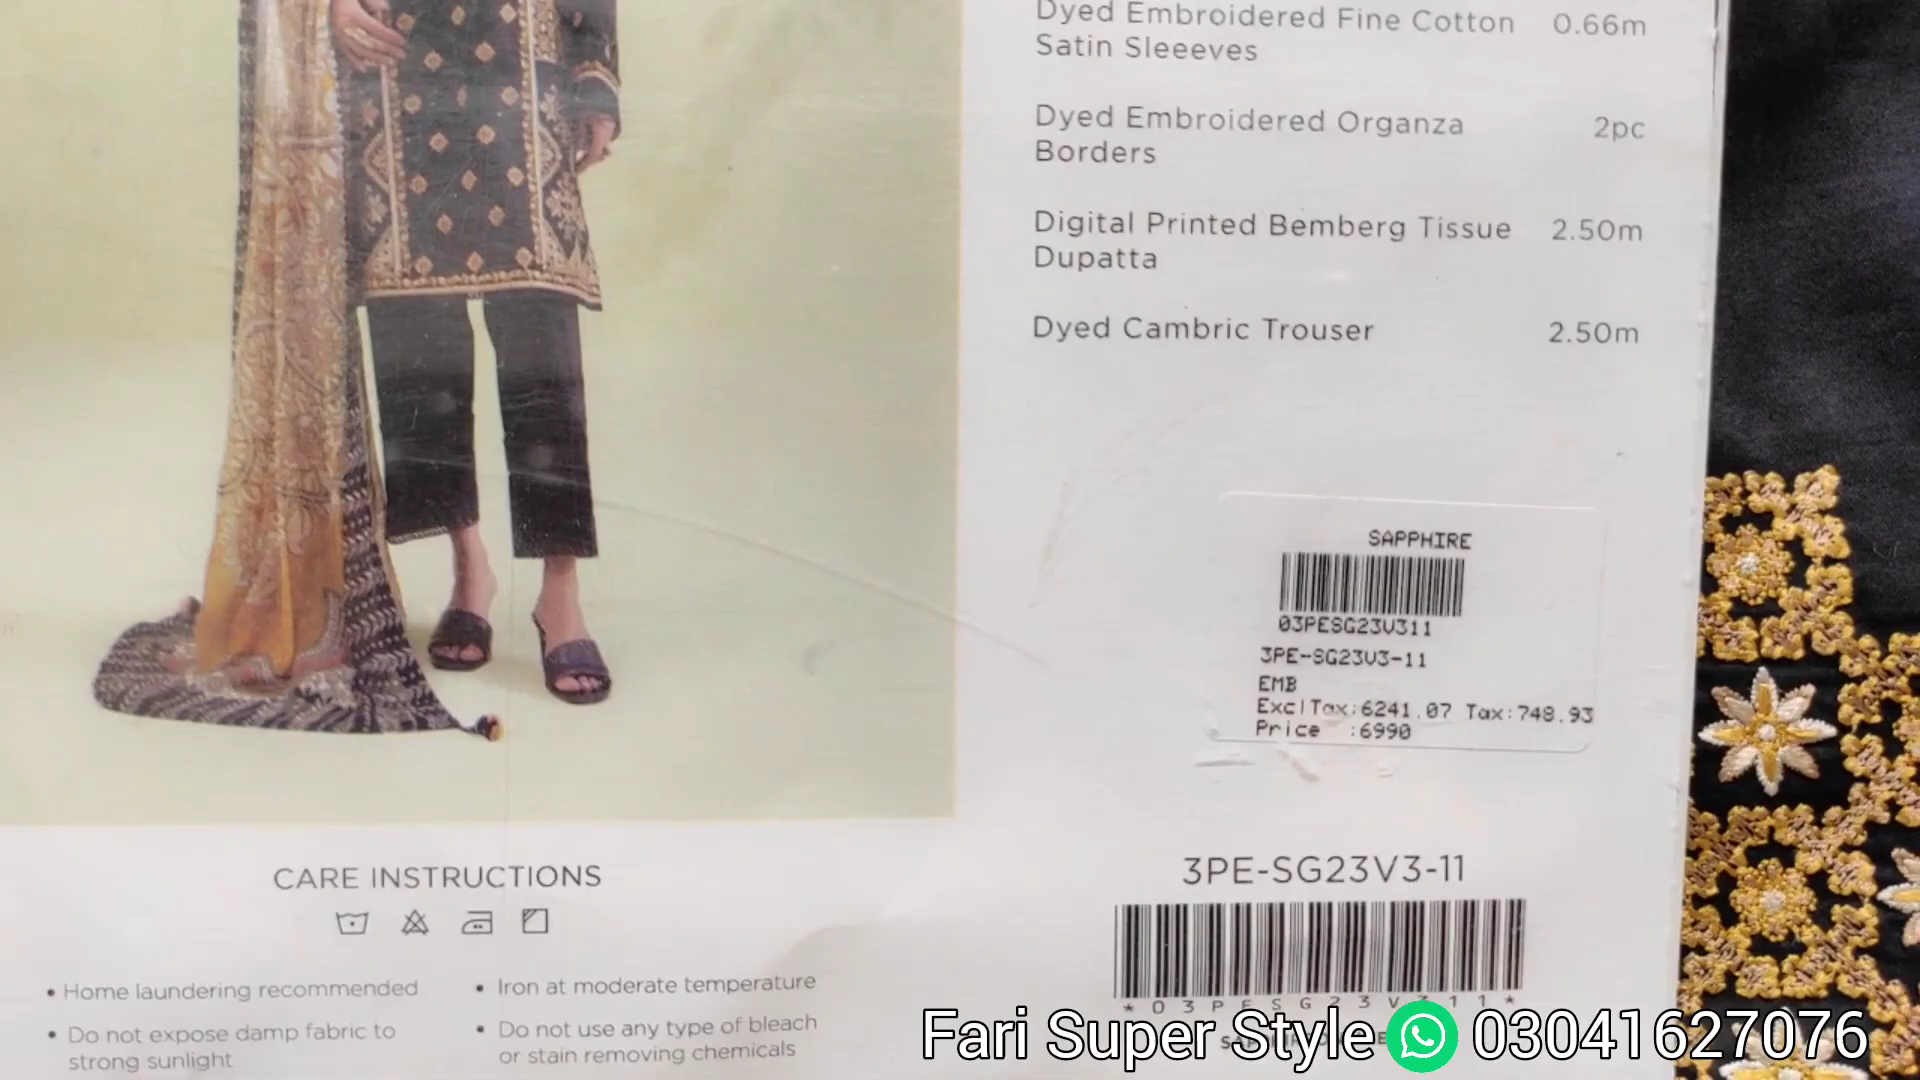 Dyed Embroidered Fine Cotton 0.66m
Satin Sleeeves
Dyed Embroidered Organza 2pc
Borders
Digital Printed Bemberg Tissue 2.50m
Dupatta
Dyed Cambric Trouser 2.50m
SAPPHIRE
03PESG23V311
3PE-SG23V3-11
EMB
ExclTax:6241.07 Tax:748.93
Price :6990
3PE-SG23V3-11
*03PESG23V311*
CARE INSTRUCTIONS
• Home laundering recommended
• Do not expose damp fabric to
strong sunlight
• Iron at moderate temperature
• Do not use any type of bleach
or stain removing chemicals
Fari Super Style 03041627076